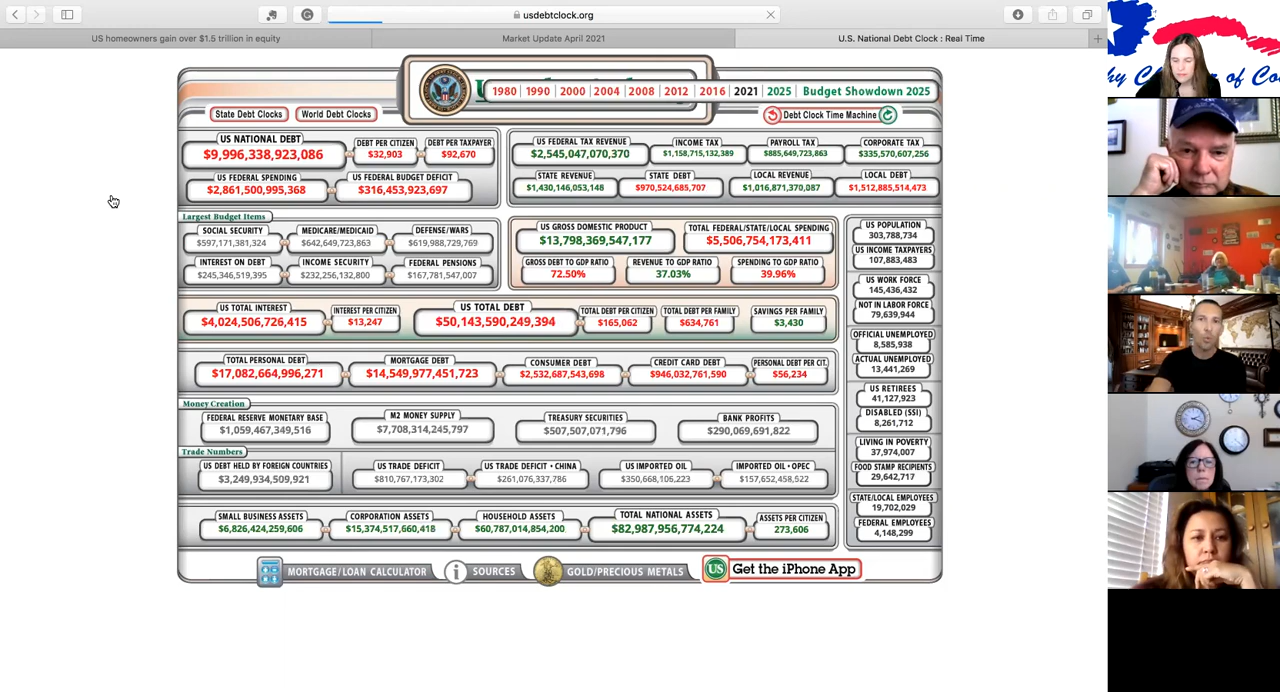 usdebtclock.org
US homeowners gain over $1.5 trillion in equity
Market Update April 2021
U.S. National Debt Clock : Real Time
1980 | 1990 | 2000 | 2004 | 2008 | 2012 | 2016 | 2021 | 2025 | Budget Showdown 2025
State Debt Clocks
World Debt Clocks
Debt Clock Time Machine
US NATIONAL DEBT
$9,996,338,923,086
DEBT PER CITIZEN
$32,903
DEBT PER TAXPAYER
$92,670
US FEDERAL SPENDING
$2,861,500,995,368
US FEDERAL BUDGET DEFICIT
$316,453,923,697
US FEDERAL TAX REVENUE
$2,545,047,070,370
INCOME TAX
$1,158,715,132,389
PAYROLL TAX
$885,649,723,863
CORPORATE TAX
$335,570,607,256
STATE REVENUE
$1,430,146,053,148
STATE DEBT
$970,524,685,707
LOCAL REVENUE
$1,016,871,370,087
LOCAL DEBT
$1,512,885,514,473
Largest Budget Items
SOCIAL SECURITY
$597,171,381,324
MEDICARE/MEDICAID
$642,649,723,863
DEFENSE/WARS
$619,988,729,769
INTEREST ON DEBT
$245,346,519,395
INCOME SECURITY
$232,256,132,800
FEDERAL PENSIONS
$167,781,547,007
US GROSS DOMESTIC PRODUCT
$13,798,369,547,177
TOTAL FEDERAL/STATE/LOCAL SPENDING
$5,506,754,173,411
GROSS DEBT TO GDP RATIO
72.50%
REVENUE TO GDP RATIO
37.03%
SPENDING TO GDP RATIO
39.96%
US POPULATION
303,788,734
US INCOME TAXPAYERS
107,883,483
US WORK FORCE
145,436,432
NOT IN LABOR FORCE
79,639,944
OFFICIAL UNEMPLOYED
8,585,938
ACTUAL UNEMPLOYED
13,441,269
US RETIREES
41,127,923
DISABLED (SSI)
8,261,712
LIVING IN POVERTY
37,974,007
FOOD STAMP RECIPIENTS
29,642,717
STATE/LOCAL EMPLOYEES
19,702,029
FEDERAL EMPLOYEES
4,148,299
US TOTAL INTEREST
$4,024,506,726,415
INTEREST PER CITIZEN
$13,247
US TOTAL DEBT
$50,143,590,249,394
TOTAL DEBT PER CITIZEN
$165,062
TOTAL DEBT PER FAMILY
$634,761
SAVINGS PER FAMILY
$3,430
TOTAL PERSONAL DEBT
$17,082,664,996,271
MORTGAGE DEBT
$14,549,977,451,723
CONSUMER DEBT
$2,532,687,543,698
CREDIT CARD DEBT
$946,032,761,590
PERSONAL DEBT PER CIT.
$56,234
Money Creation
FEDERAL RESERVE MONETARY BASE
$1,059,467,349,516
M2 MONEY SUPPLY
$7,708,314,245,797
TREASURY SECURITIES
$507,507,071,796
BANK PROFITS
$290,069,691,822
Trade Numbers
US DEBT HELD BY FOREIGN COUNTRIES
$3,249,934,509,921
US TRADE DEFICIT
$810,767,173,302
US TRADE DEFICIT • CHINA
$261,076,337,786
US IMPORTED OIL
$350,668,106,223
IMPORTED OIL • OPEC
$157,652,458,522
SMALL BUSINESS ASSETS
$6,826,424,259,606
CORPORATION ASSETS
$15,374,517,660,418
HOUSEHOLD ASSETS
$60,787,014,854,200
TOTAL NATIONAL ASSETS
$82,987,956,774,224
ASSETS PER CITIZEN
273,606
MORTGAGE/LOAN CALCULATOR
SOURCES
GOLD/PRECIOUS METALS
US
Get the iPhone App
of Co